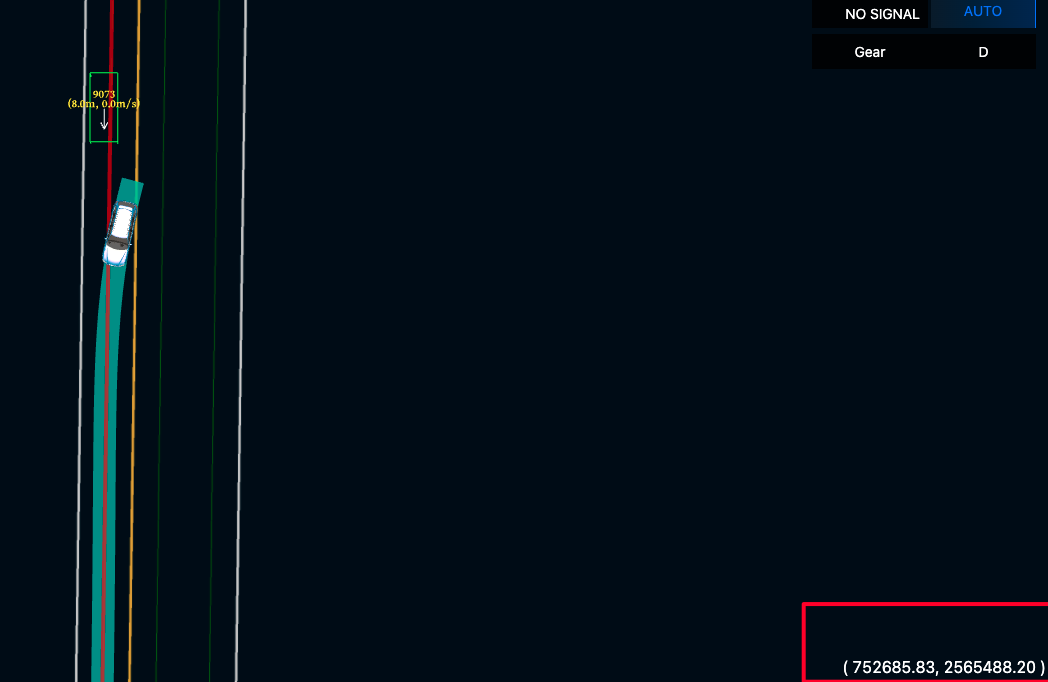 NO SIGNAL AUTO
Gear D
9073
(8.0m, 0.0m/s)
( 752685.83, 2565488.20 )